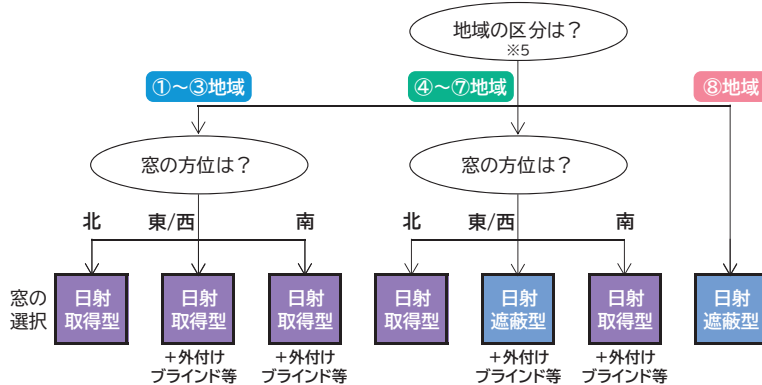 地域の区分は？
※5
①〜③地域
④〜⑦地域
⑧地域
窓の方位は？
窓の方位は？
北
東/西
南
北
東/西
南
窓の
選択
日射
取得型
日射
取得型
+外付け
ブラインド等
日射
取得型
+外付け
ブラインド等
日射
取得型
日射
遮蔽型
+外付け
ブラインド等
日射
取得型
+外付け
ブラインド等
日射
遮蔽型